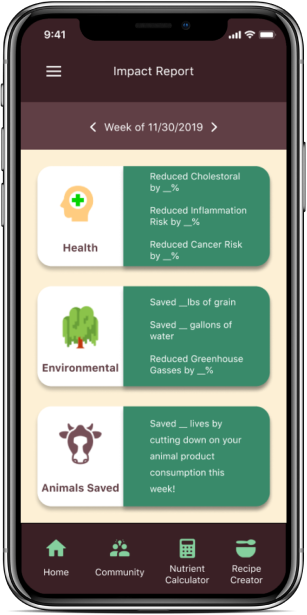 9:41
Impact Report
Week of 11/30/2019
Reduced Cholestoral
by __%
Reduced Inflammation
Risk by __%
Reduced Cancer Risk
by __%
Health
Saved __lbs of grain
Saved __ gallons of
water
Reduced Greenhouse
Gasses by __%
Environmental
Saved __ lives by
cutting down on your
animal product
consumption this
week!
Animals Saved
Home
Community
Nutrient
Calculator
Recipe
Creator